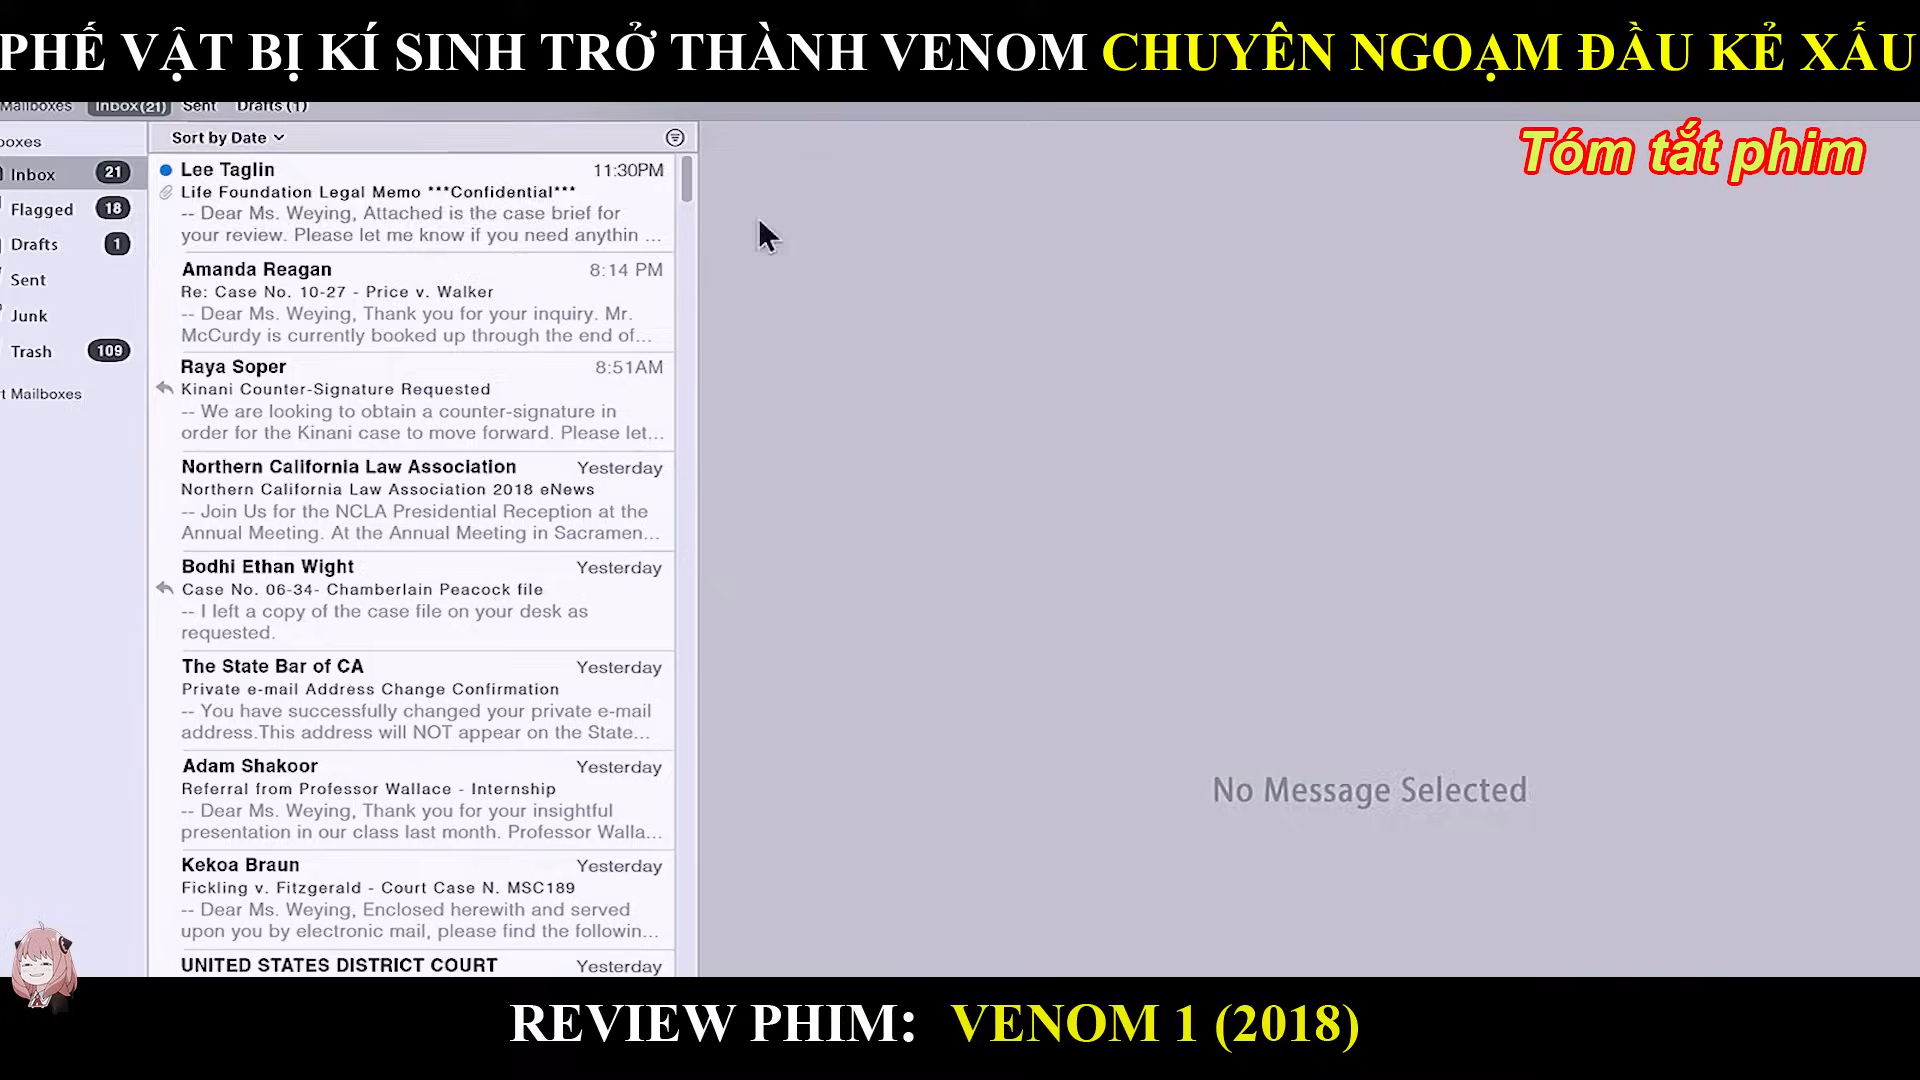 PHẾ VẬT BỊ KÍ SINH TRỞ THÀNH VENOM CHUYÊN NGOẠM ĐẦU KẺ XẤU
Mailboxes Inbox (21) Sent Drafts (1)
Tóm tắt phim
oxes
Inbox 21
Flagged 18
Drafts 1
Sent
Junk
Trash 109
t Mailboxes
Sort by Date
Lee Taglin 11:30PM
Life Foundation Legal Memo ***Confidential***
-- Dear Ms. Weying, Attached is the case brief for
your review. Please let me know if you need anythin ...
Amanda Reagan 8:14 PM
Re: Case No. 10-27 - Price v. Walker
-- Dear Ms. Weying, Thank you for your inquiry. Mr.
McCurdy is currently booked up through the end of...
Raya Soper 8:51AM
Kinani Counter-Signature Requested
-- We are looking to obtain a counter-signature in
order for the Kinani case to move forward. Please let...
Northern California Law Association Yesterday
Northern California Law Association 2018 eNews
-- Join Us for the NCLA Presidential Reception at the
Annual Meeting. At the Annual Meeting in Sacramen...
Bodhi Ethan Wight Yesterday
Case No. 06-34- Chamberlain Peacock file
-- I left a copy of the case file on your desk as
requested.
The State Bar of CA Yesterday
Private e-mail Address Change Confirmation
-- You have successfully changed your private e-mail
address.This address will NOT appear on the State...
Adam Shakoor Yesterday
Referral from Professor Wallace - Internship
-- Dear Ms. Weying, Thank you for your insightful
presentation in our class last month. Professor Walla...
Kekoa Braun Yesterday
Fickling v. Fitzgerald - Court Case N. MSC189
-- Dear Ms. Weying, Enclosed herewith and served
upon you by electronic mail, please find the followin...
UNITED STATES DISTRICT COURT Yesterday
No Message Selected
REVIEW PHIM: VENOM 1 (2018)